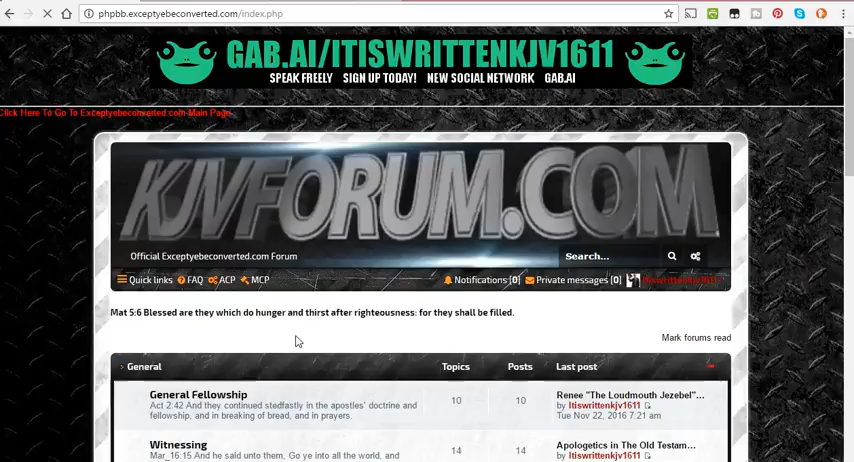 phpbb.exceptyebeconverted.com/index.php
GAB.AI/ITISWRITTENKJV1611
SPEAK FREELY SIGN UP TODAY! NEW SOCIAL NETWORK GAB.AI
Click Here To Go To Exceptyebeconverted.com Main Page
KJVFORUM.COM
Official Exceptyebeconverted.com Forum
Search...
Quick links FAQ ACP MCP Notifications [0] Private messages [0] Itiswrittenkjv1611
Mat 5:6 Blessed are they which do hunger and thirst after righteousness: for they shall be filled.
Mark forums read
General Topics Posts Last post
General Fellowship 10 10 Renee "The Loudmouth Jezebel"...
Act 2:42 And they continued stedfastly in the apostles' doctrine and by Itiswrittenkjv1611
fellowship, and in breaking of bread, and in prayers. Tue Nov 22, 2016 7:21 am
Witnessing 14 14 Apologetics in The Old Testam...
Mar_16:15 And he said unto them, Go ye into all the world, and by Itiswrittenkjv1611